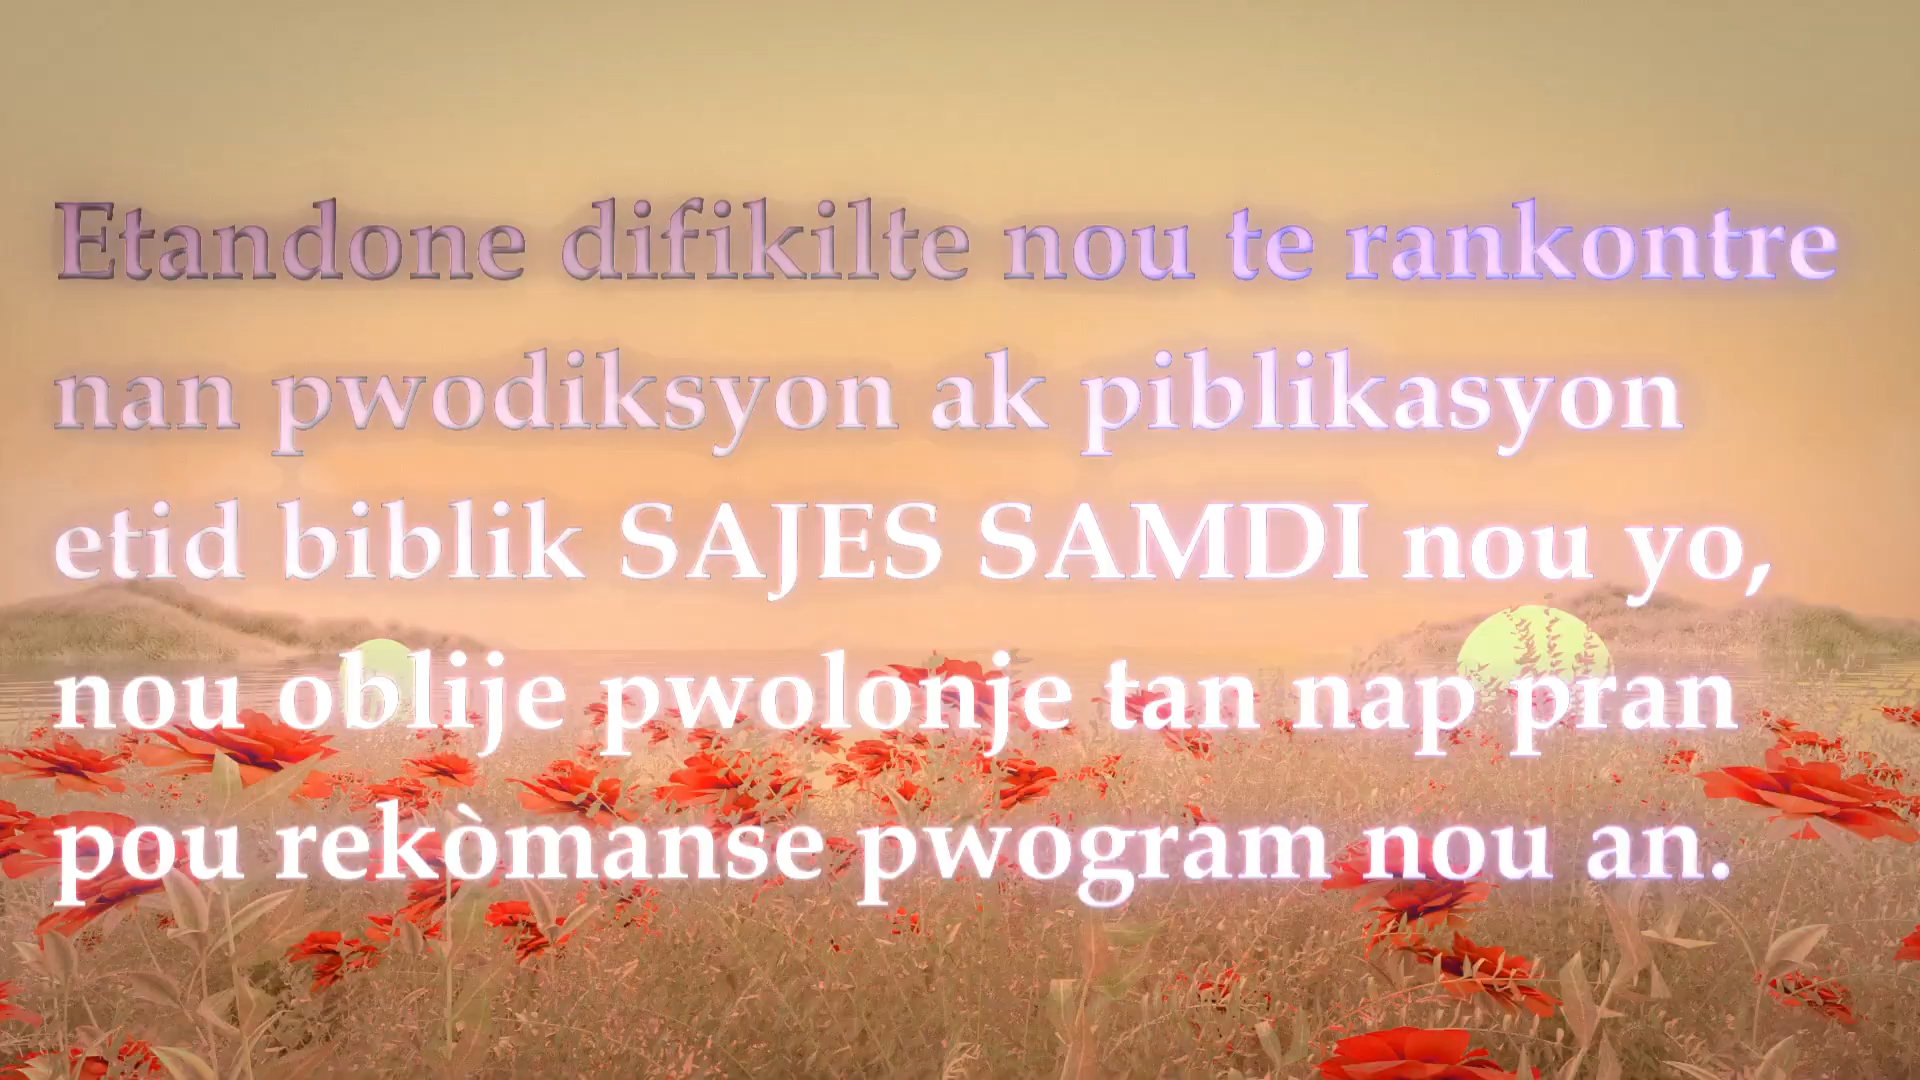 Etandone difikilte nou te rankontre
nan pwodiksyon ak piblikasyon
etid biblik SAJES SAMDI nou yo,
nou oblije pwolonje tan nap pran
pou rekòmanse pwogram nou an.